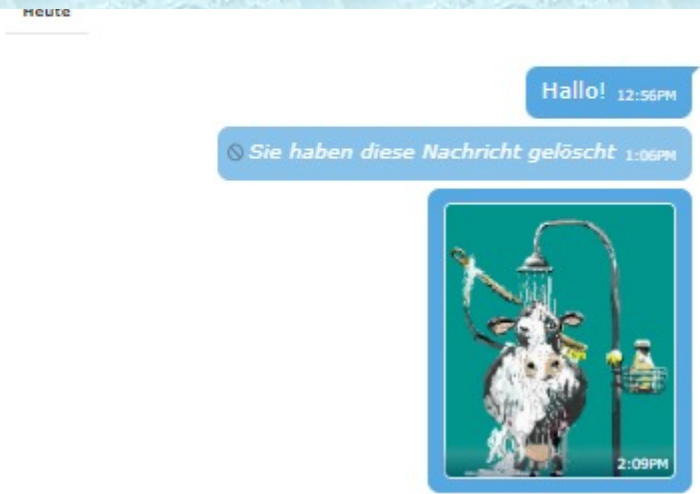 Heute
Hallo! 12:56PM
Sie haben diese Nachricht gelöscht 1:06PM
2:09PM